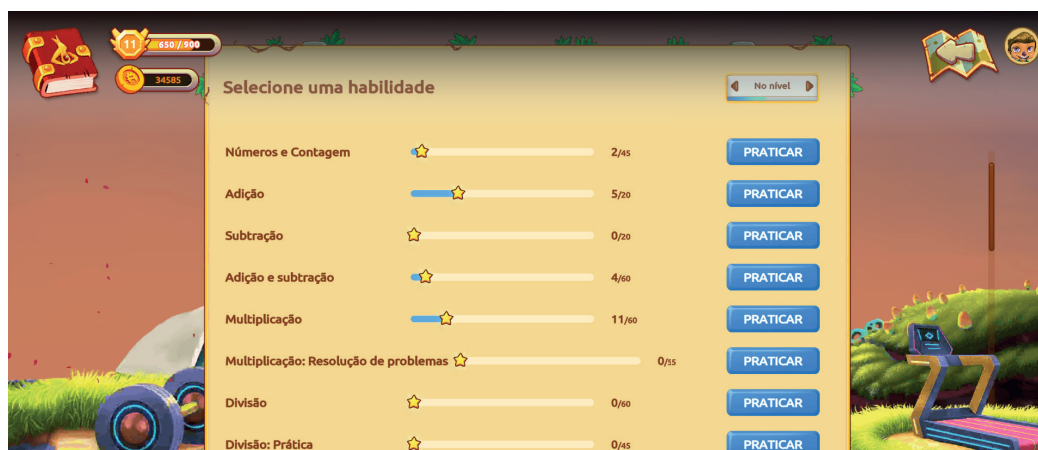 11
650 / 900
34585
Selecione uma habilidade
No nível
Números e Contagem 2/45 PRATICAR
Adição 5/20 PRATICAR
Subtração 0/20 PRATICAR
Adição e subtração 4/60 PRATICAR
Multiplicação 11/60 PRATICAR
Multiplicação: Resolução de problemas 0/55 PRATICAR
Divisão 0/60 PRATICAR
Divisão: Prática 0/45 PRATICAR